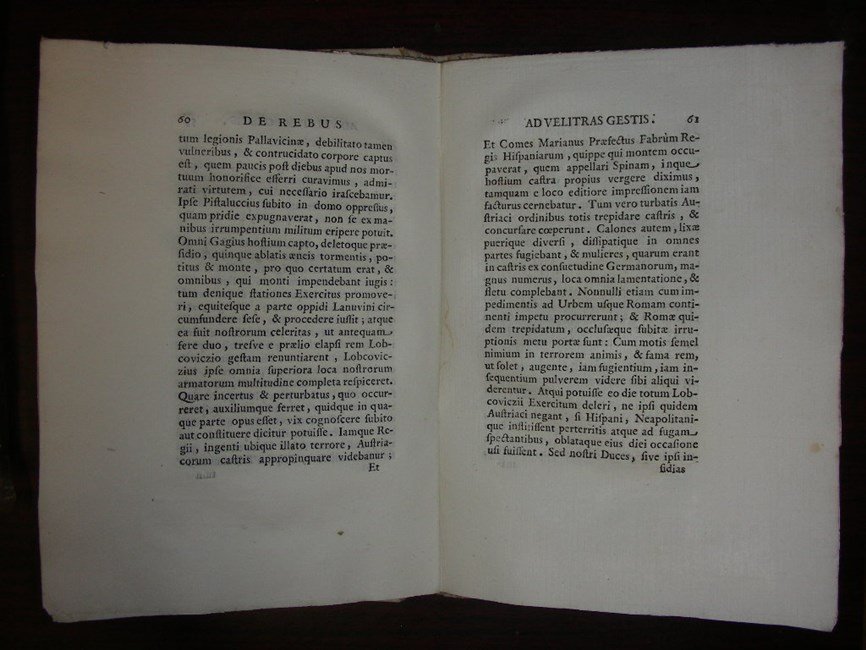 60 DE REBUS
tum legionis Pallavicinæ, debilitato tamen
vulneribus, & contrucidato corpore captus
eſt, quem paucis poſt diebus apud nos mor-
tuum honorifice efferri curavimus, admi-
rati virtutem, cui neceſſario iraſcebamur.
Ipſe Piſtaluccius ſubito in domo oppreſſus,
quam pridie expugnaverat, non ſe ex ma-
nibus irrumpentium militum eripere potuit.
Omni Gagius hoſtium capto, deletoque præ-
ſidio, quinque ablatis æneis tormentis, po-
titus & monte, pro quo certatum erat, &
omnibus, qui monti impendebant iugis:
tum denique ſtationes Exercitus promove-
ri, equiteſque a parte oppidi Lanuvini cir-
cumfundere ſeſe, & procedere iuſſit; atque
ea fuit noſtrorum celeritas, ut antequam
fere duo, treſve e prælio elapſi rem Lob-
coviczio geſtam renuntiarent, Lobcovic-
zius ipſe omnia ſuperiora loca noſtrorum
armatorum multitudine completa reſpiceret.
Quare incertus & perturbatus, quo occur-
reret, auxiliumque ferret, quidque in qua-
que parte opus eſſet, vix cognoſcere ſubito
aut conſtituere dicitur potuiſſe. Iamque Re-
gii, ingenti ubique illato terrore, Auſtria-
corum caſtris appropinquare videbantur;
Et
AD VELITRAS GESTIS. 61
Et Comes Marianus Præfectus Fabrùm Re-
gis Hiſpaniarum, quippe qui montem occu-
paverat, quem appellari Spinam, inque
hoſtium caſtra propius vergere diximus,
tamquam e loco editiore impreſſionem iam
facturus cernebatur. Tum vero turbatis Au-
ſtriaci ordinibus totis trepidare caſtris, &
concurſare cœperunt. Calones autem, lixæ
puerique diverſi, diſſipatique in omnes
partes fugiebant, & mulieres, quarum erant
in caſtris ex conſuetudine Germanorum, ma-
gnus numerus, loca omnia lamentatione, &
fletu complebant. Nonnulli etiam cum im-
pedimentis ad Urbem uſque Romam conti-
nenti impetu procurrerunt; & Romæ qui-
dem trepidatum, occluſæque ſubitæ irru-
ptionis metu portæ ſunt: Cum motis ſemel
nimium in terrorem animis, & fama rem,
ut ſolet, augente, iam fugientium, iam in-
ſequentium pulverem videre ſibi aliqui vi-
derentur. Atqui potuiſſe eo die totum Lob-
coviczii Exercitum deleri, ne ipſi quidem
Auſtriaci negant, ſi Hiſpani, Neapolitani-
que inſtitiſſent perterritis atque ad fugam
ſpectantibus, oblataque eius diei occaſione
uſi fuiſſent. Sed noſtri Duces, ſive ipſi in-
ſidias